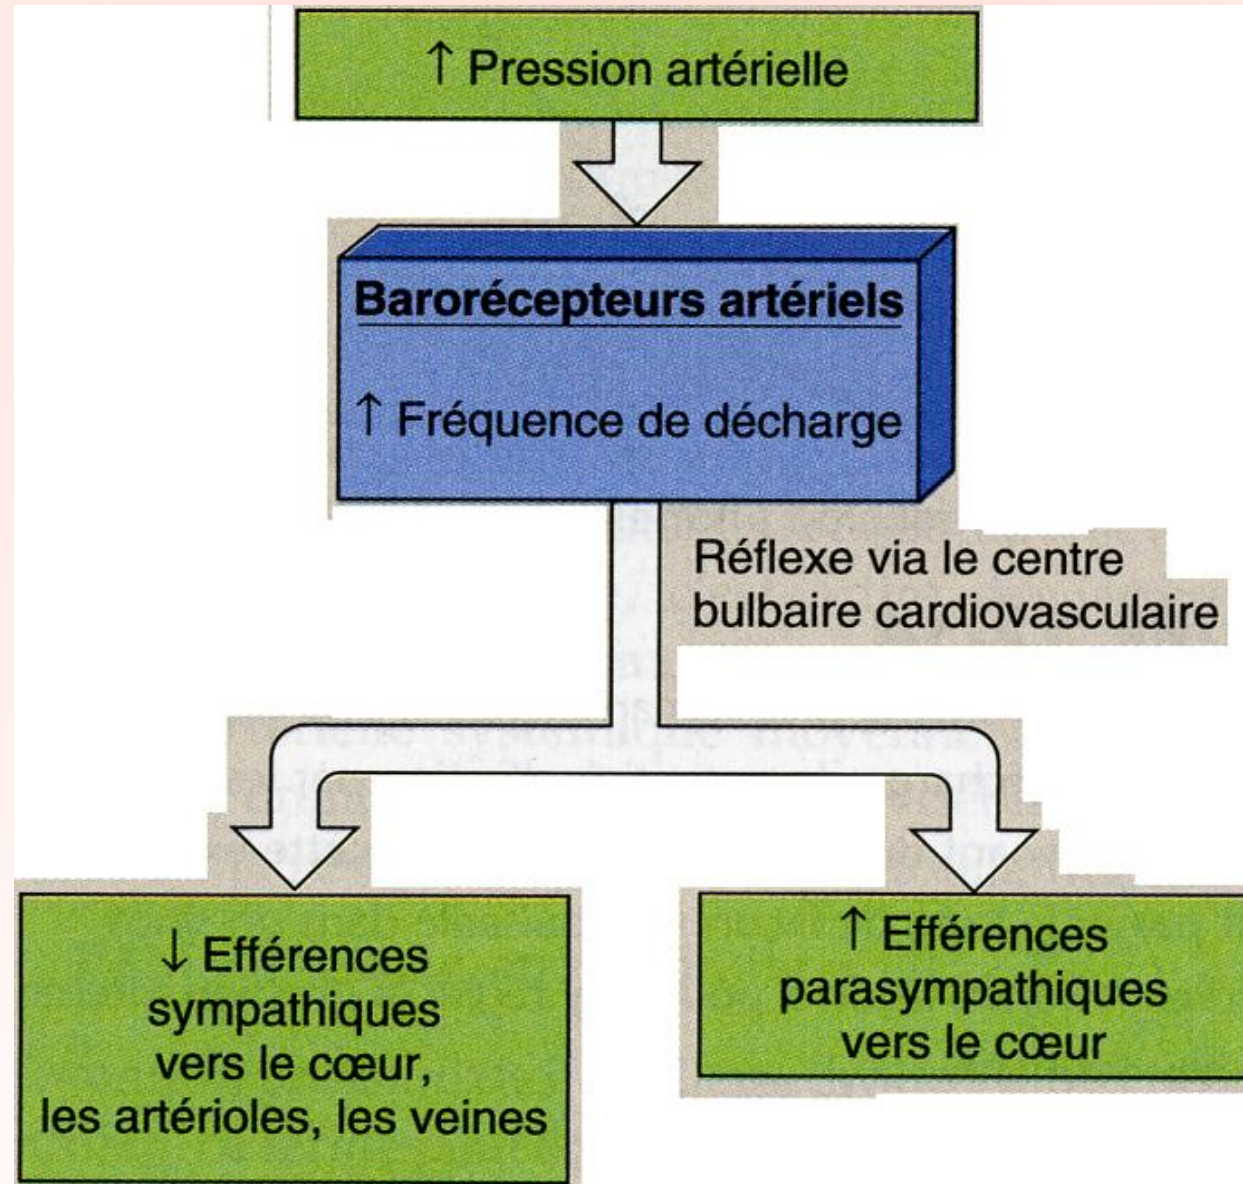 ↑ Pression artérielle
Barorécepteurs artériels
↑ Fréquence de décharge
Réflexe via le centre
bulbaire cardiovasculaire
↓ Efférences
sympathiques
vers le cœur,
les artérioles, les veines
↑ Efférences
parasympathiques
vers le cœur